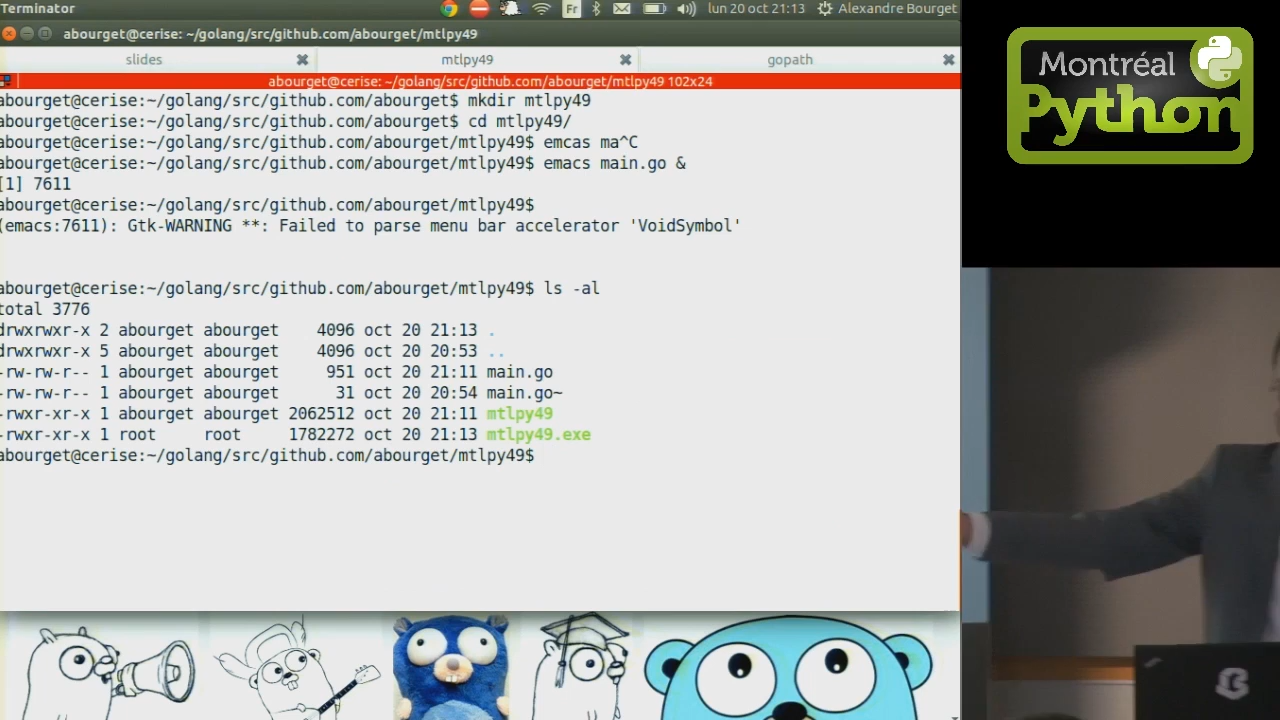 Terminator
Fr
lun 20 oct 21:13
Alexandre Bourget
abourget@cerise: ~/golang/src/github.com/abourget/mtlpy49
slides
mtlpy49
gopath
abourget@cerise: ~/golang/src/github.com/abourget/mtlpy49 102x24
abourget@cerise:~/golang/src/github.com/abourget$ mkdir mtlpy49
abourget@cerise:~/golang/src/github.com/abourget$ cd mtlpy49/
abourget@cerise:~/golang/src/github.com/abourget/mtlpy49$ emcas ma^C
abourget@cerise:~/golang/src/github.com/abourget/mtlpy49$ emacs main.go &
[1] 7611
abourget@cerise:~/golang/src/github.com/abourget/mtlpy49$
(emacs:7611): Gtk-WARNING **: Failed to parse menu bar accelerator 'VoidSymbol'
abourget@cerise:~/golang/src/github.com/abourget/mtlpy49$ ls -al
total 3776
drwxrwxr-x 2 abourget abourget    4096 oct 20 21:13 .
drwxrwxr-x 5 abourget abourget    4096 oct 20 20:53 ..
-rw-rw-r-- 1 abourget abourget     951 oct 20 21:11 main.go
-rw-rw-r-- 1 abourget abourget      31 oct 20 20:54 main.go~
-rwxr-xr-x 1 abourget abourget 2062512 oct 20 21:11 mtlpy49
-rwxr-xr-x 1 root     root     1782272 oct 20 21:13 mtlpy49.exe
abourget@cerise:~/golang/src/github.com/abourget/mtlpy49$
Montréal
Python